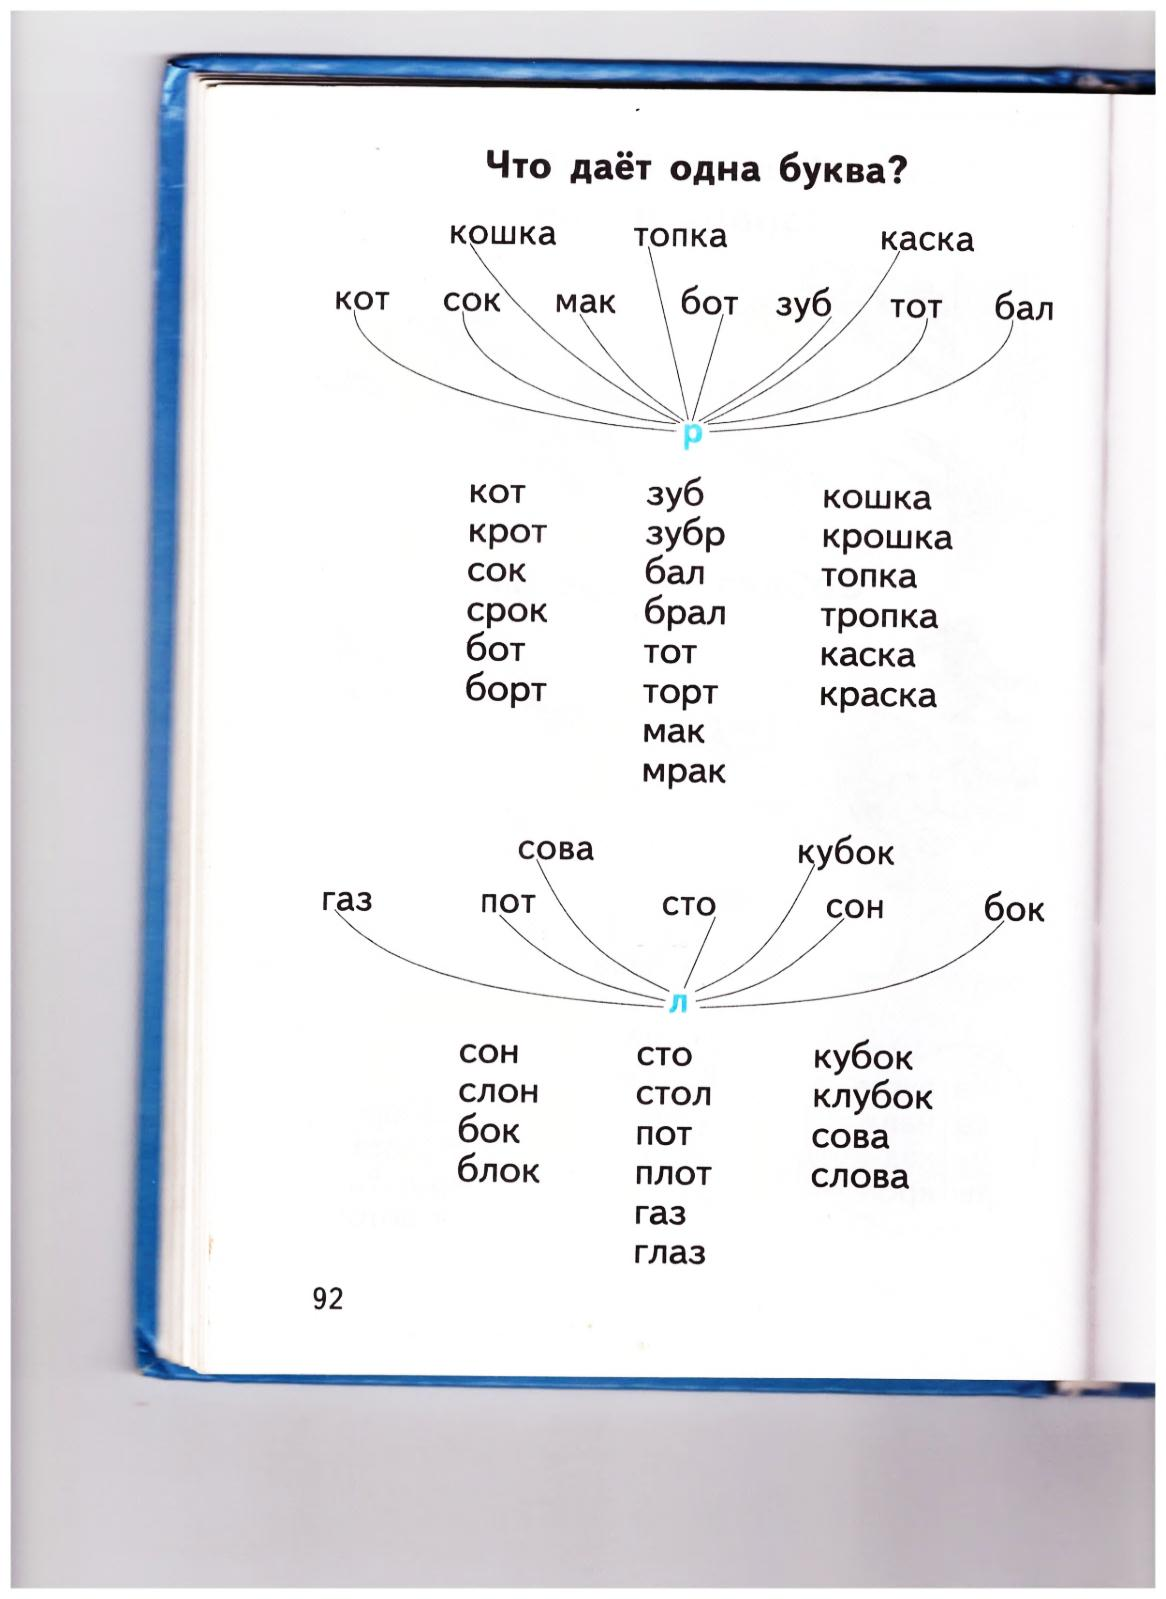 Что даёт одна буква?
кошка топка каска
кот сок мак бот зуб тот бал
р
кот зуб кошка
крот зубр крошка
сок бал топка
срок брал тропка
бот тот каска
борт торт краска
мак
мрак
сова кубок
газ пот сто сон бок
л
сон сто кубок
слон стол клубок
бок пот сова
блок плот слова
газ
глаз
92